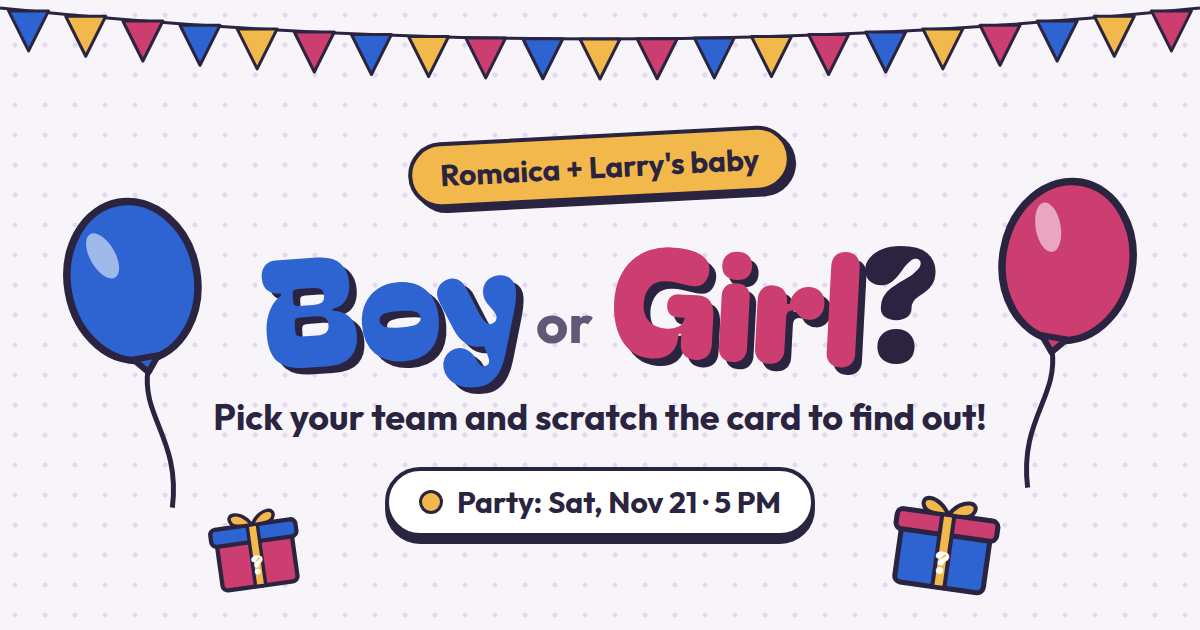 Romaica + Larry's baby
Boy or Girl?
Pick your team and scratch the card to find out!
Party: Sat, Nov 21 · 5 PM
?
?